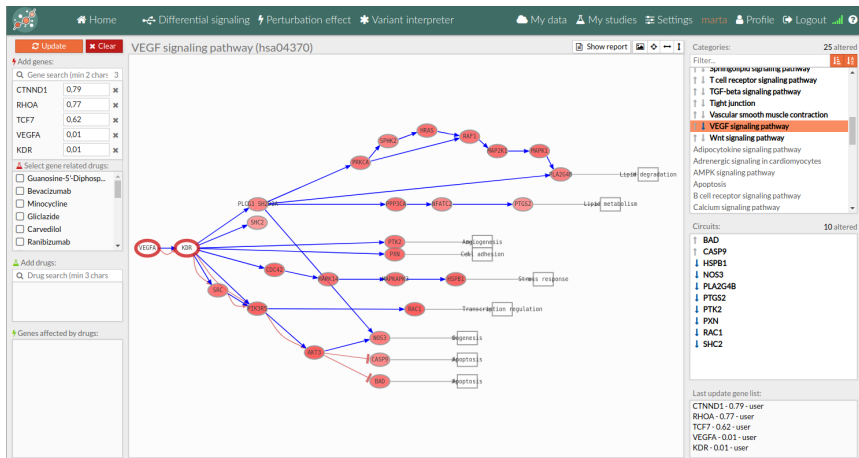 Home
Differential signaling
Perturbation effect
Variant interpreter
My data
My studies
Settings
marta
Profile
Logout
Update
Clear
Add genes:
Gene search (min 2 chars 3
CTNND1 0,79
RHOA 0,77
TCF7 0,62
VEGFA 0,01
KDR 0,01
Select gene related drugs:
Guanosine-5'-Diphosp...
Bevacizumab
Minocycline
Gliclazide
Carvedilol
Ranibizumab
Add drugs:
Drug search (min 3 chars
Genes affected by drugs:
VEGF signaling pathway (hsa04370)
Show report
HRAS
SPHK2
RAF1
PRKCA
MAP2K1
MAPK1
PLA2G4B
Lipid degradation
PLCG1 SH2D2A
PPP3CA
NFATC2
PTGS2
Lipid metabolism
SHC2
VEGFA
KDR
PTK2
Angiogenesis
PXN
Cell adhesion
CDC42
MAPK14
MAPKAPK3
HSPB1
Stress response
SRC
PIK3R5
RAC1
Transcription regulation
NOS3
AKT3
CASP9
Apoptosis
BAD
Apoptosis
Categories: 25 altered
Filter...
Sphingolipid signaling pathway
T cell receptor signaling pathway
TGF-beta signaling pathway
Tight junction
Vascular smooth muscle contraction
VEGF signaling pathway
Wnt signaling pathway
Adipocytokine signaling pathway
Adrenergic signaling in cardiomyocytes
AMPK signaling pathway
Apoptosis
B cell receptor signaling pathway
Calcium signaling pathway
Circuits: 10 altered
BAD
CASP9
HSPB1
NOS3
PLA2G4B
PTGS2
PTK2
PXN
RAC1
SHC2
Last update gene list:
CTNND1 - 0.79 - user
RHOA - 0.77 - user
TCF7 - 0.62 - user
VEGFA - 0.01 - user
KDR - 0.01 - user